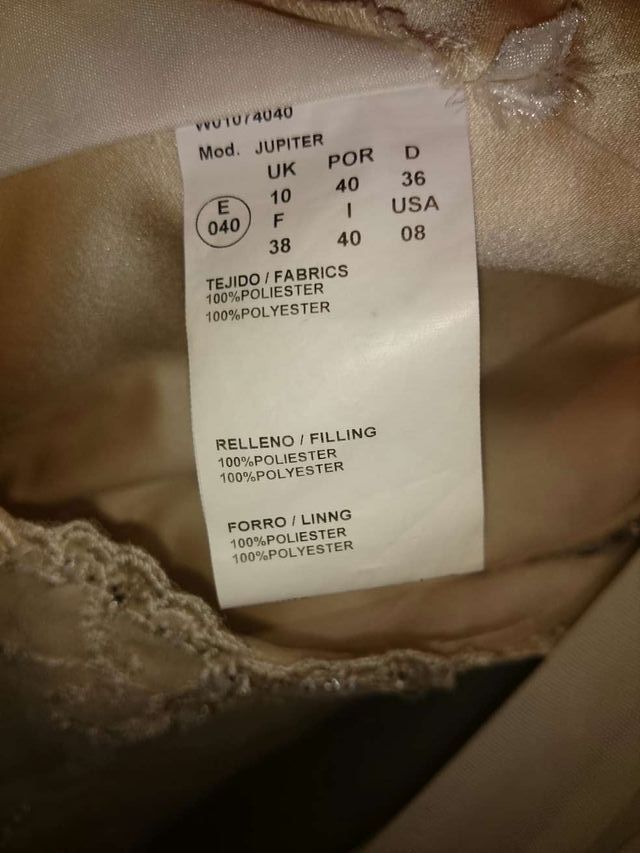 W01074040
Mod. JUPITER
UK POR D
10 40 36
E F I USA
040 38 40 08
TEJIDO / FABRICS
100%POLIESTER
100%POLYESTER
RELLENO / FILLING
100%POLIESTER
100%POLYESTER
FORRO / LINNG
100%POLIESTER
100%POLYESTER